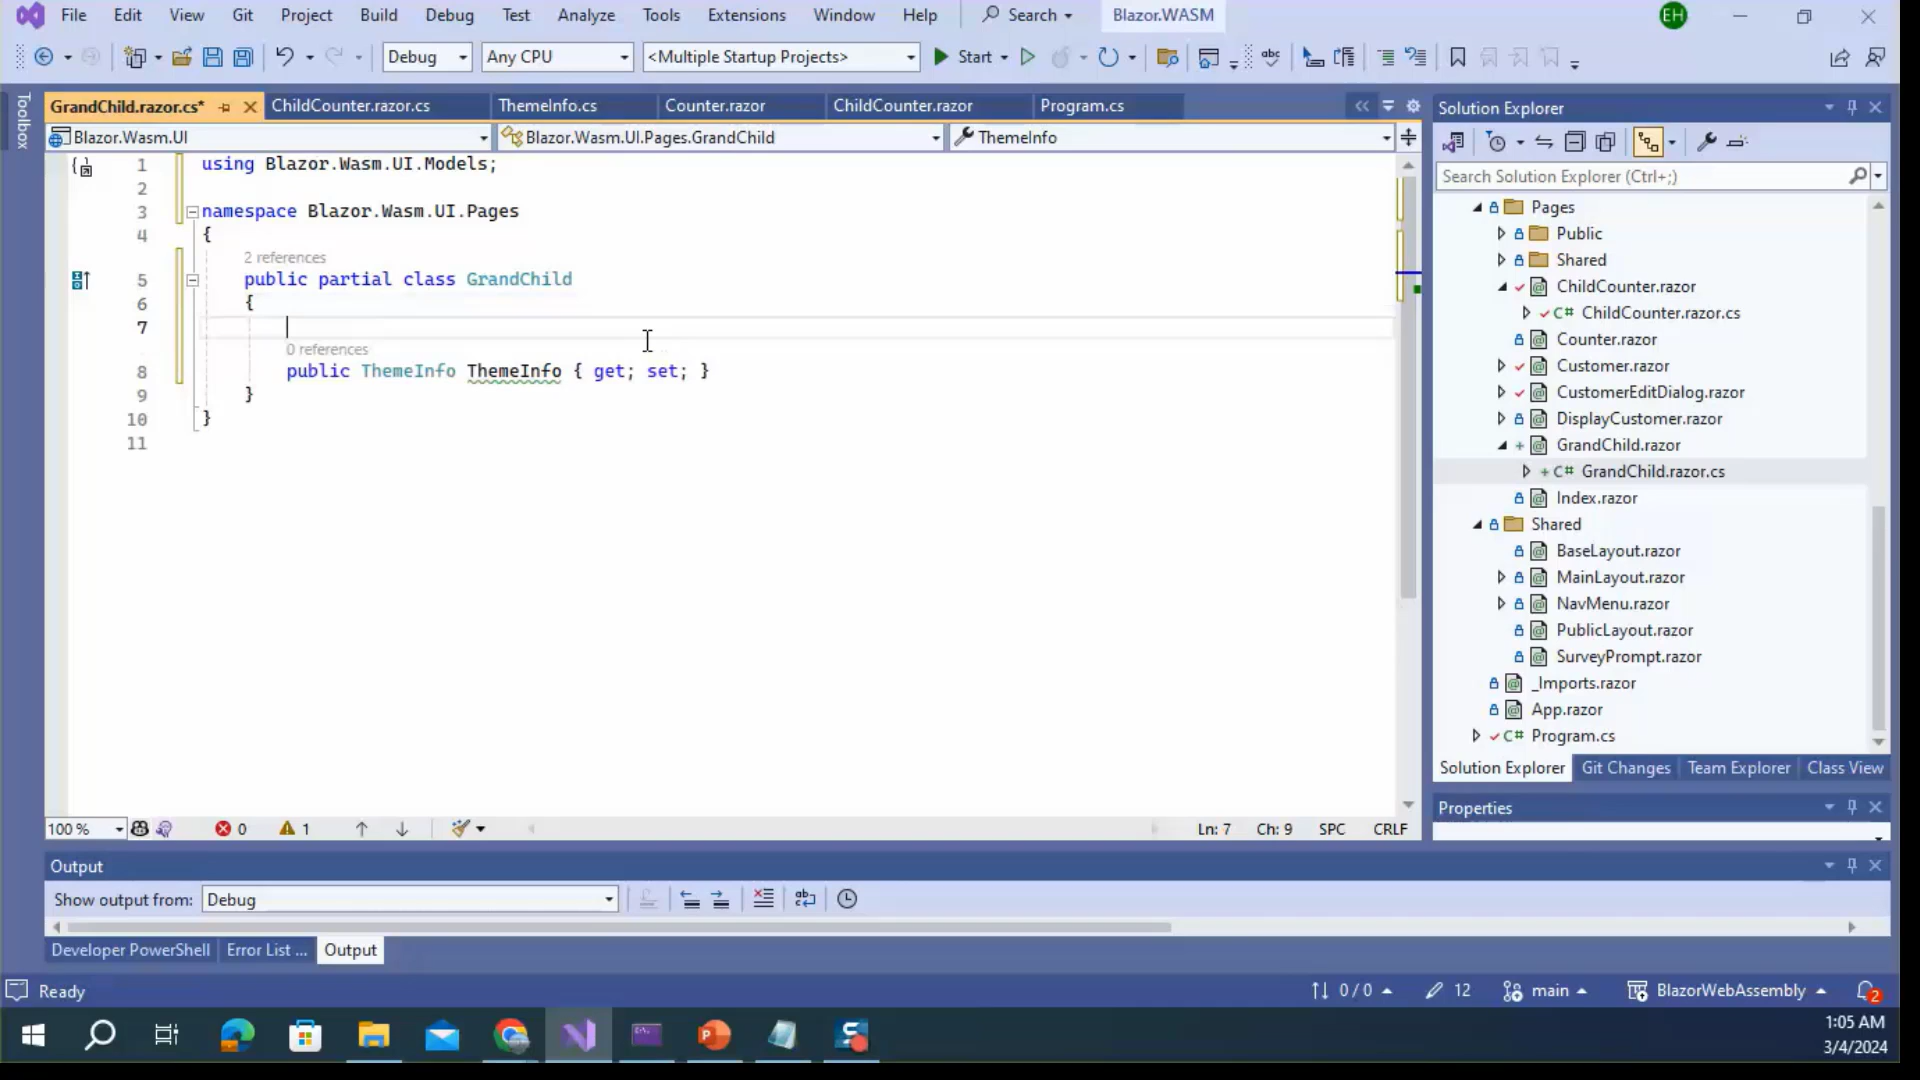 File Edit View Git Project Build Debug Test Analyze Tools Extensions Window Help Search Blazor.WASM EH
Debug Any CPU <Multiple Startup Projects> Start
Toolbox
GrandChild.razor.cs* ChildCounter.razor.cs ThemeInfo.cs Counter.razor ChildCounter.razor Program.cs
Blazor.Wasm.UI Blazor.Wasm.UI.Pages.GrandChild ThemeInfo
1 using Blazor.Wasm.UI.Models;
2
3 namespace Blazor.Wasm.UI.Pages
4 {
2 references
5 public partial class GrandChild
6 {
7
0 references
8 public ThemeInfo ThemeInfo { get; set; }
9 }
10 }
11
100 % 0 1 Ln: 7 Ch: 9 SPC CRLF
Solution Explorer
Search Solution Explorer (Ctrl+;)
Pages
Public
Shared
ChildCounter.razor
C# ChildCounter.razor.cs
Counter.razor
Customer.razor
CustomerEditDialog.razor
DisplayCustomer.razor
GrandChild.razor
+ C# GrandChild.razor.cs
Index.razor
Shared
BaseLayout.razor
MainLayout.razor
NavMenu.razor
PublicLayout.razor
SurveyPrompt.razor
_Imports.razor
App.razor
C# Program.cs
Solution Explorer Git Changes Team Explorer Class View
Properties
Output
Show output from: Debug
Developer PowerShell Error List ... Output
Ready 0 / 0 12 main BlazorWebAssembly 2
1:05 AM
3/4/2024